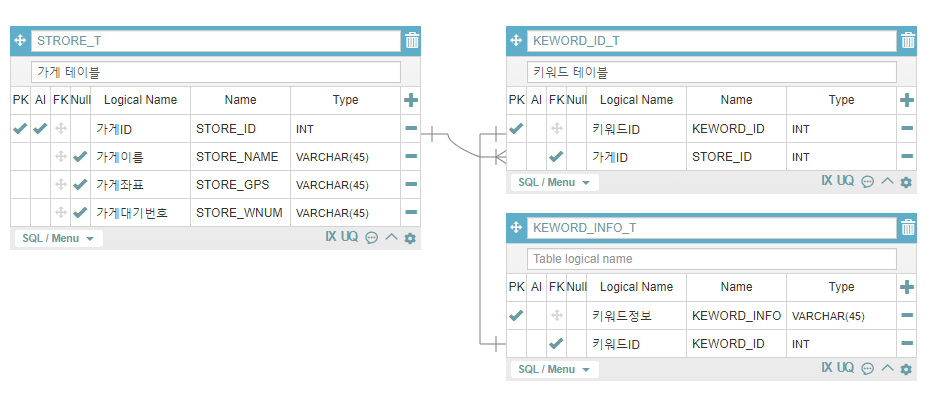 STRORE_T
가게 테이블
PK AI FK Null Logical Name Name Type
가게ID STORE_ID INT
가게이름 STORE_NAME VARCHAR(45)
가게좌표 STORE_GPS VARCHAR(45)
가게대기번호 STORE_WNUM VARCHAR(45)
SQL / Menu IX UQ
KEWORD_ID_T
키워드 테이블
PK AI FK Null Logical Name Name Type
키워드ID KEWORD_ID INT
가게ID STORE_ID INT
SQL / Menu IX UQ
KEWORD_INFO_T
Table logical name
PK AI FK Null Logical Name Name Type
키워드정보 KEWORD_INFO VARCHAR(45)
키워드ID KEWORD_ID INT
SQL / Menu IX UQ